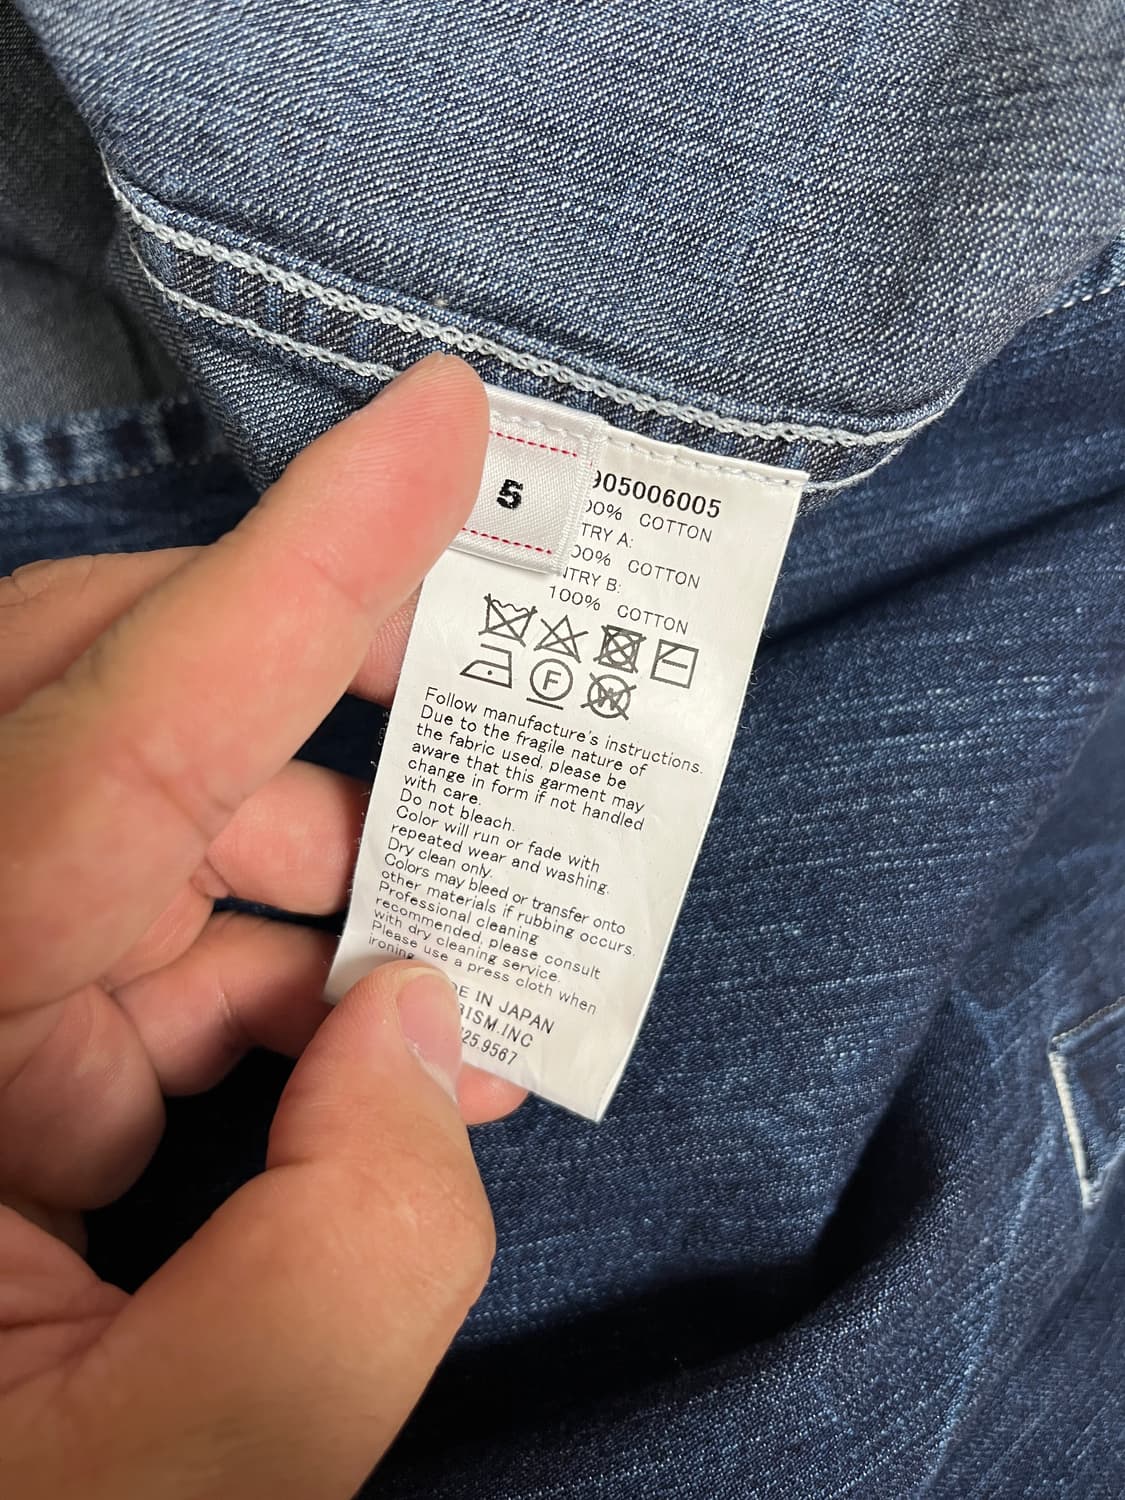 5
905006005
00% COTTON
TRY A:
00% COTTON
NTRY B:
100% COTTON
F
W
Follow manufacture's instructions.
Due to the fragile nature of
the fabric used, please be
aware that this garment may
change in form if not handled
with care.
Do not bleach.
Color will run or fade with
repeated wear and washing.
Dry clean only.
Colors may bleed or transfer onto
other materials if rubbing occurs.
Professional cleaning
recommended, please consult
with dry cleaning service.
Please use a press cloth when
ironing
DE IN JAPAN
RISM.INC
25.9567